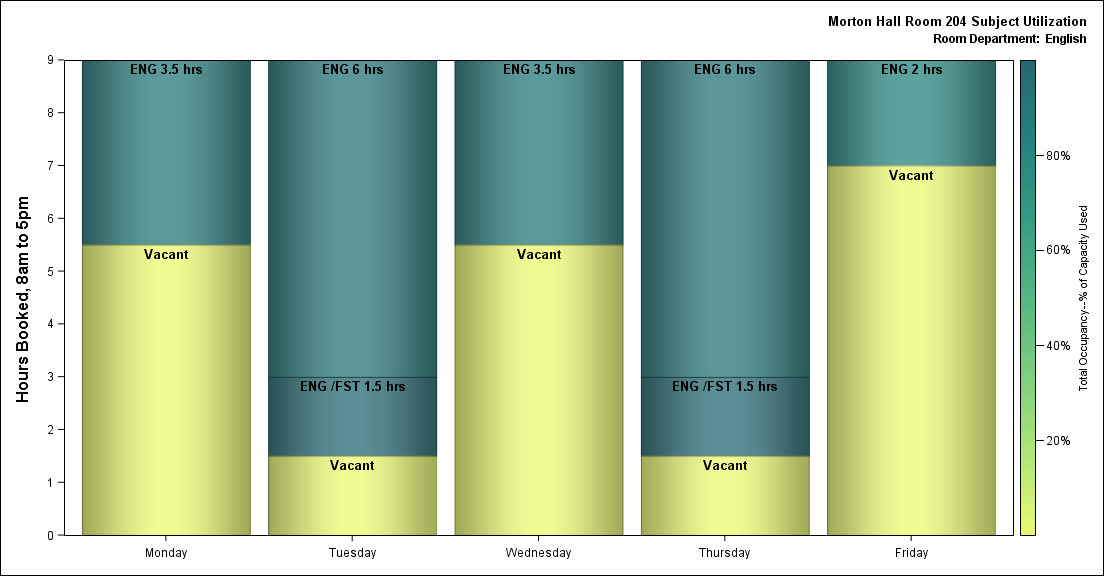 Morton Hall Room 204 Subject Utilization
Room Department: English
Hours Booked, 8am to 5pm
9
8
7
6
5
4
3
2
1
0
ENG 3.5 hrs
Vacant
ENG 6 hrs
ENG /FST 1.5 hrs
Vacant
ENG 3.5 hrs
Vacant
ENG 6 hrs
ENG /FST 1.5 hrs
Vacant
ENG 2 hrs
Vacant
Monday
Tuesday
Wednesday
Thursday
Friday
80%
60%
40%
20%
Total Occupancy--% of Capacity Used